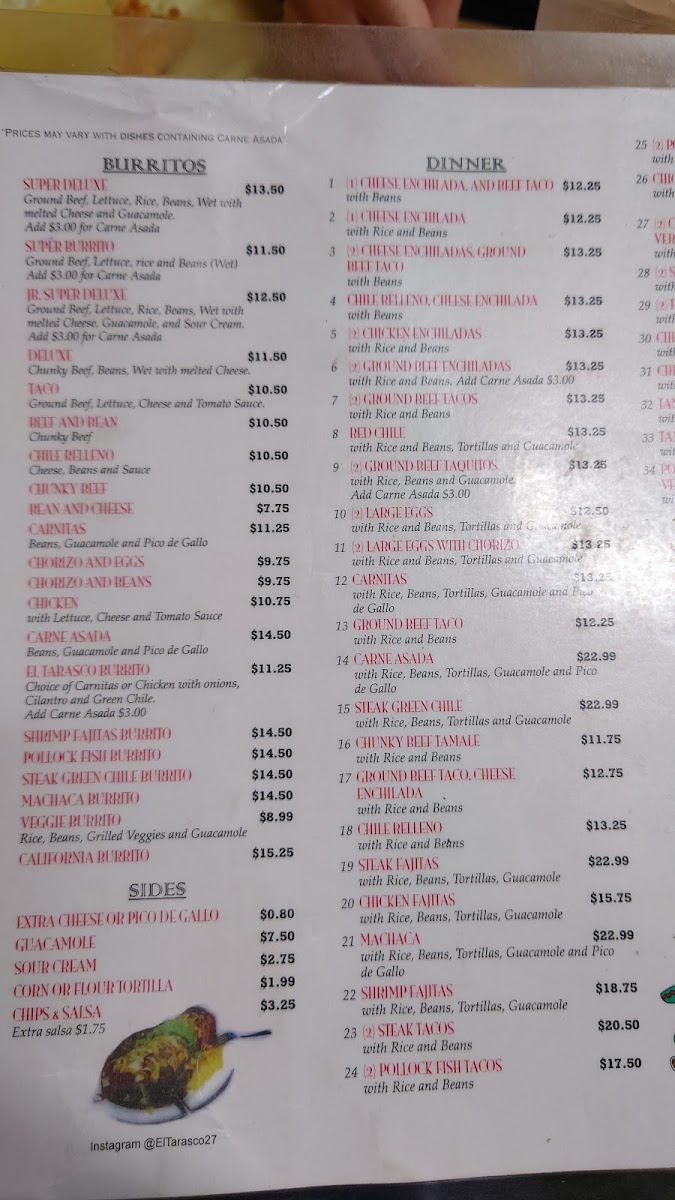 "PRICES MAY VARY WITH DISHES CONTAINING CARNE ASADA"
BURRITOS
SUPER DELUXE $13.50
Ground Beef, Lettuce, Rice, Beans, Wet with
melted Cheese and Guacamole.
Add $3.00 for Carne Asada
SUPER BURRITO $11.50
Ground Beef, Lettuce, rice and Beans (Wet)
Add $3.00 for Carne Asada
JR. SUPER DELUXE $12.50
Ground Beef, Lettuce, Rice, Beans, Wet with
melted Cheese, Guacamole, and Sour Cream.
Add $3.00 for Carne Asada
DELUXE $11.50
Chunky Beef, Beans, Wet with melted Cheese.
TACO $10.50
Ground Beef, Lettuce, Cheese and Tomato Sauce.
BEEF AND BEAN $10.50
Chunky Beef
CHILE RELLENO $10.50
Cheese, Beans and Sauce
CHUNKY BEEF $10.50
BEAN AND CHEESE $7.75
CARNITAS $11.25
Beans, Guacamole and Pico de Gallo
CHORIZO AND EGGS $9.75
CHORIZO AND BEANS $9.75
CHICKEN $10.75
with Lettuce, Cheese and Tomato Sauce
CARNE ASADA $14.50
Beans, Guacamole and Pico de Gallo
EL TARASCO BURRITO $11.25
Choice of Carnitas or Chicken with onions,
Cilantro and Green Chile.
Add Carne Asada $3.00
SHRIMP FAJITAS BURRITO $14.50
POLLOCK FISH BURRITO $14.50
STEAK GREEN CHILE BURRITO $14.50
MACHACA BURRITO $14.50
VEGGIE BURRITO $8.99
Rice, Beans, Grilled Veggies and Guacamole
CALIFORNIA BURRITO $15.25
SIDES
EXTRA CHEESE OR PICO DE GALLO $0.80
GUACAMOLE $7.50
SOUR CREAM $2.75
CORN OR FLOUR TORTILLA $1.99
CHIPS & SALSA $3.25
Extra salsa $1.75
Instagram @ElTarasco27
DINNER
1 (1) CHEESE ENCHILADA, AND BEEF TACO $12.25
with Beans
2 (1) CHEESE ENCHILADA $12.25
with Rice and Beans
3 (2) CHEESE ENCHILADAS, GROUND $13.25
BEEF TACO
with Beans
4 CHILE RELLENO, CHEESE ENCHILADA $13.25
with Beans
5 (2) CHICKEN ENCHILADAS $13.25
with Rice and Beans
6 (2) GROUND BEEF ENCHILADAS $13.25
with Rice and Beans, Add Carne Asada $3.00
7 (2) GROUND BEEF TACOS $13.25
with Rice and Beans
8 RED CHILE $13.25
with Rice and Beans, Tortillas and Guacamole
9 (2) GROUND BEEF TAQUITOS $13.25
with Rice, Beans and Guacamole
Add Carne Asada $3.00
10 (2) LARGE EGGS $12.50
with Rice and Beans, Tortillas and Guacamole
11 (2) LARGE EGGS WITH CHORIZO $13.25
with Rice and Beans, Tortillas and Guacamole
12 CARNITAS $13.25
with Rice, Beans, Tortillas, Guacamole and Pico
de Gallo
13 GROUND BEEF TACO $12.25
with Rice and Beans
14 CARNE ASADA $22.99
with Rice, Beans, Tortillas, Guacamole and Pico
de Gallo
15 STEAK GREEN CHILE $22.99
with Rice, Beans, Tortillas and Guacamole
16 CHUNKY BEEF TAMALE $11.75
with Rice and Beans
17 GROUND BEEF TACO, CHEESE $12.75
ENCHILADA
with Rice and Beans
18 CHILE RELLENO $13.25
with Rice and Beans
19 STEAK FAJITAS $22.99
with Rice, Beans, Tortillas, Guacamole
20 CHICKEN FAJITAS $15.75
with Rice, Beans, Tortillas, Guacamole
21 MACHACA $22.99
with Rice, Beans, Tortillas, Guacamole and Pico
de Gallo
22 SHRIMP FAJITAS $18.75
with Rice, Beans, Tortillas, Guacamole
23 (2) STEAK TACOS $20.50
with Rice and Beans
24 (2) POLLOCK FISH TACOS $17.50
with Rice and Beans
25 (2)
with
26
with
27 (2)
with
28 (2)
with
29 (2)
with
30
with
31
32
33
34